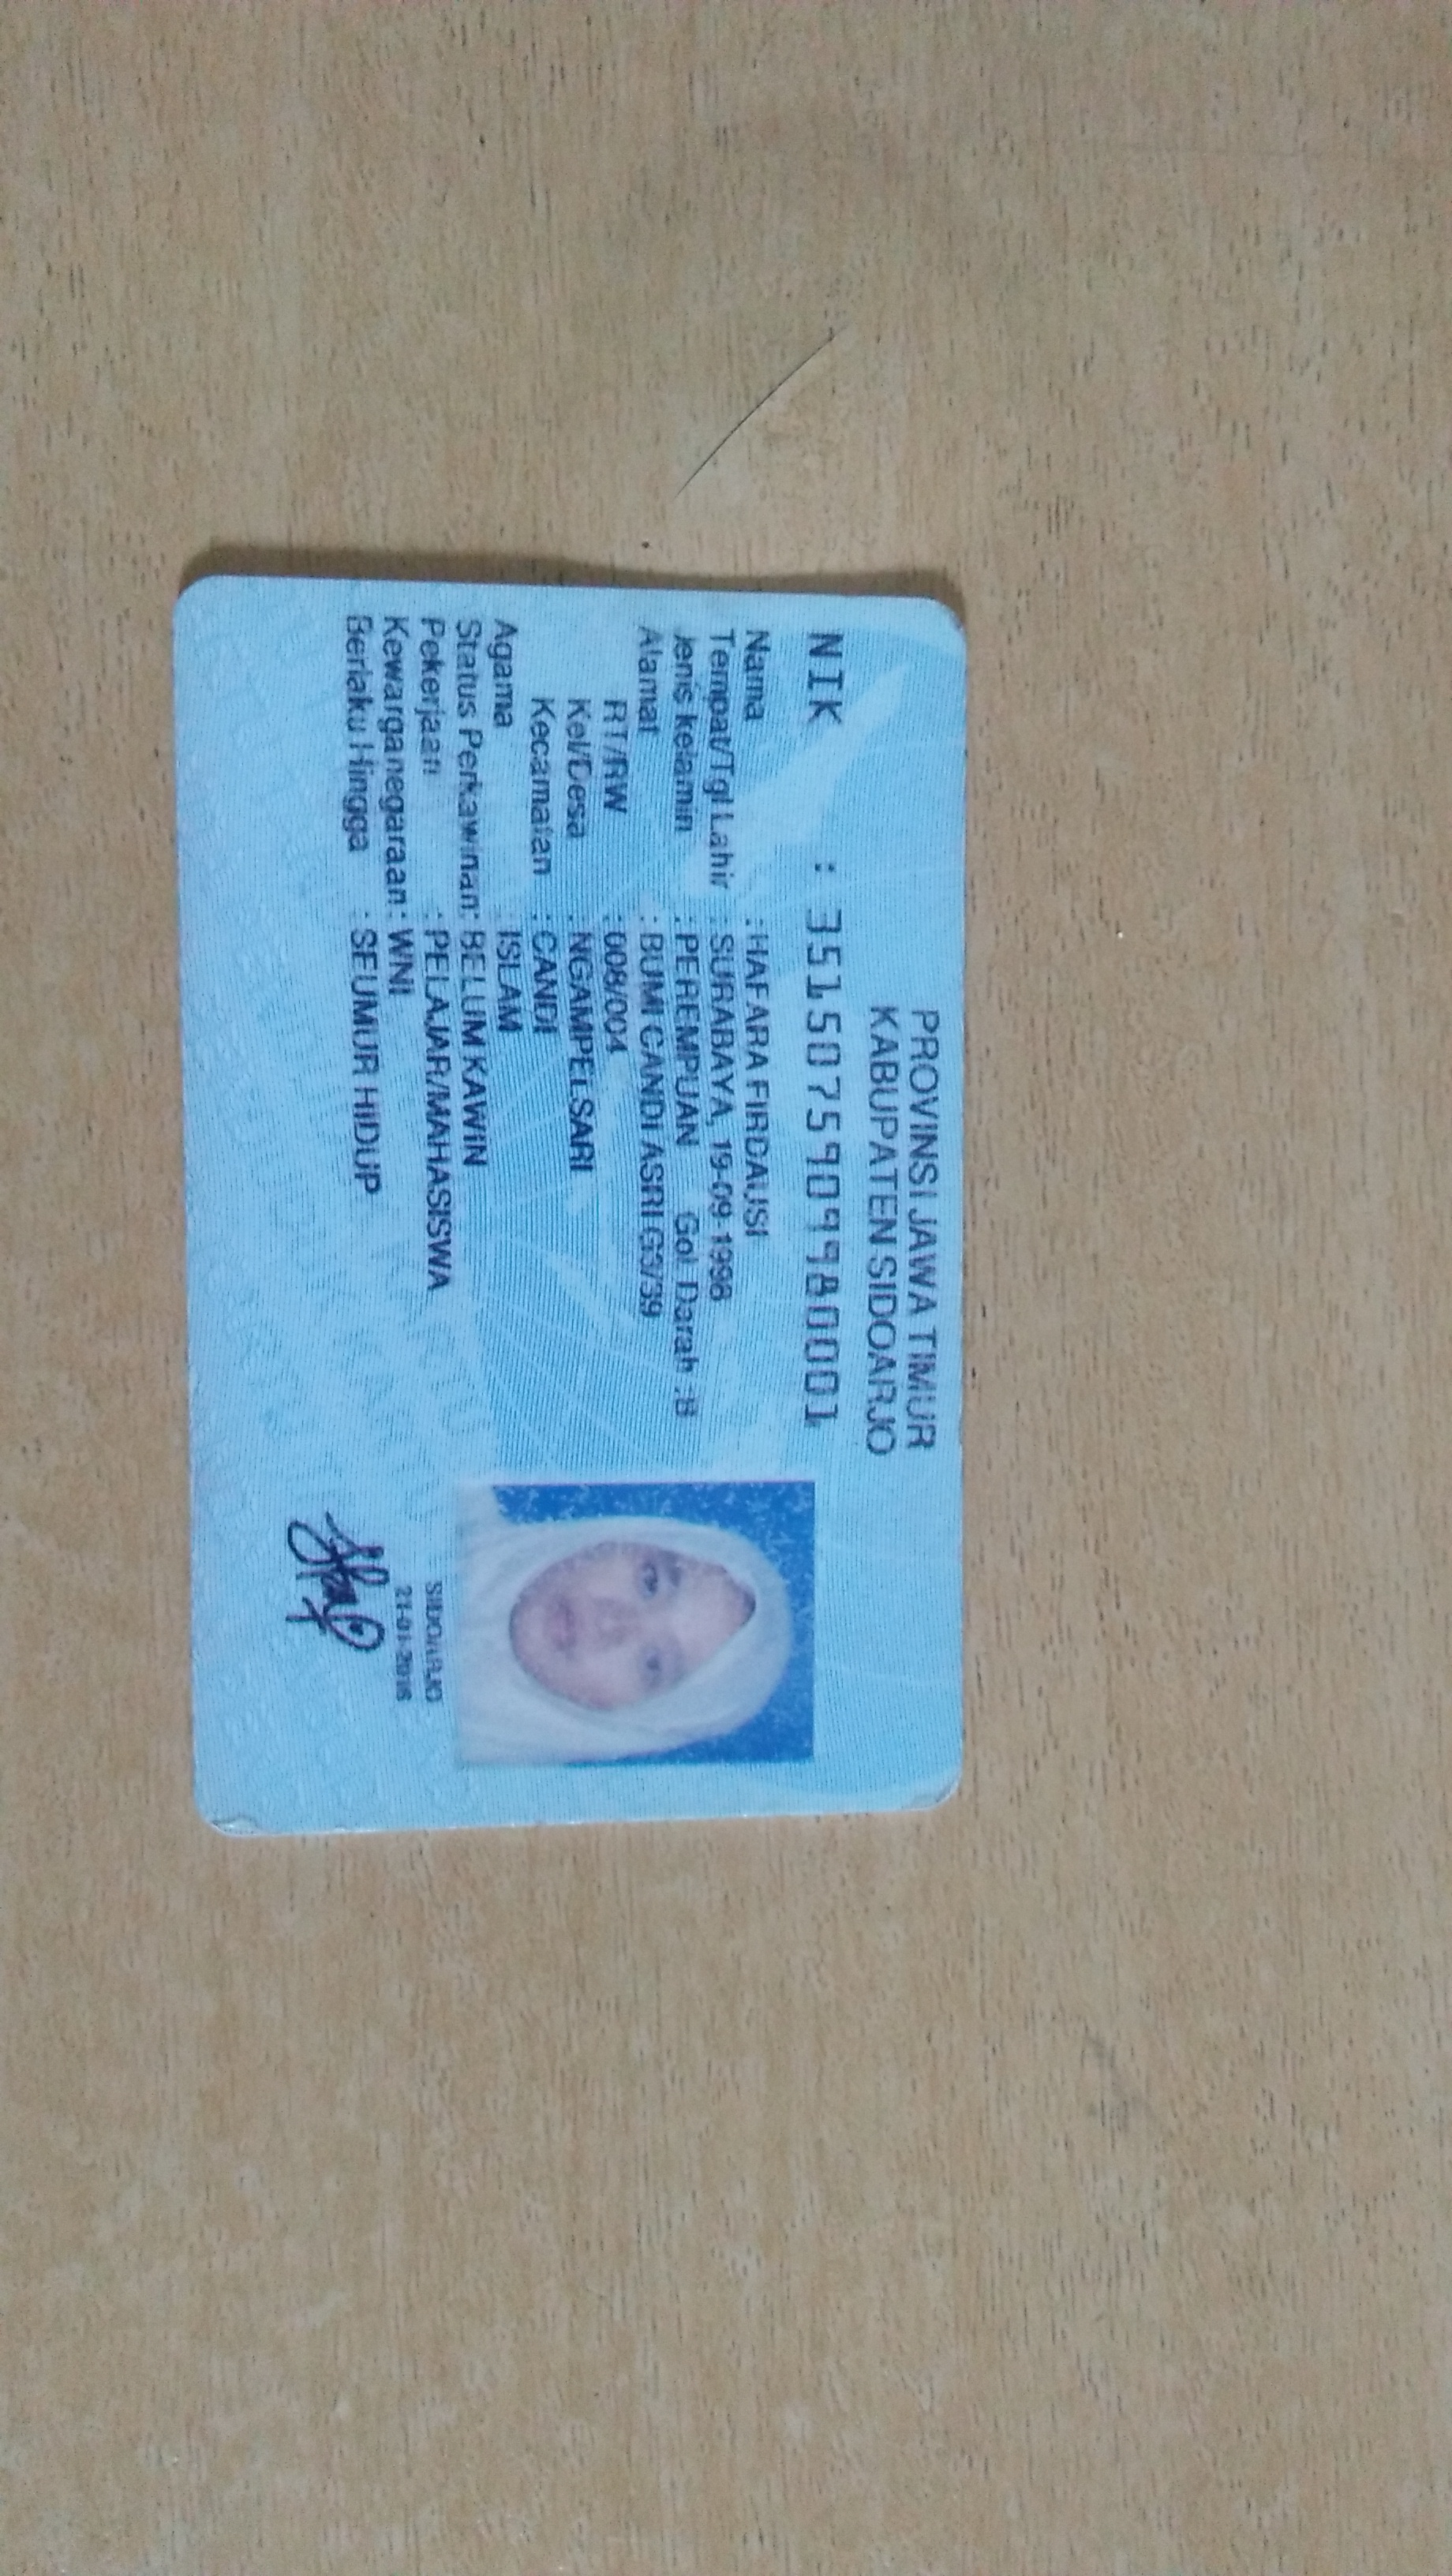 PROVINSI JAWA TIMUR
KABUPATEN SIDOARJO
NIK : 3515075909980001
Nama : HAFARA FIRDAUSI
Tempat/Tgl Lahir : SURABAYA, 19-09-1998
Jenis kelamin : PEREMPUAN Gol. Darah : B
Alamat : BUMI CANDI ASRI G3/39
RT/RW : 008/004
Kel/Desa : NGAMPELSARI
Kecamatan : CANDI
Agama : ISLAM
Status Perkawinan: BELUM KAWIN
Pekerjaan : PELAJAR/MAHASISWA
Kewarganegaraan: WNI
Berlaku Hingga : SEUMUR HIDUP
SIDOARJO
21-01-2016